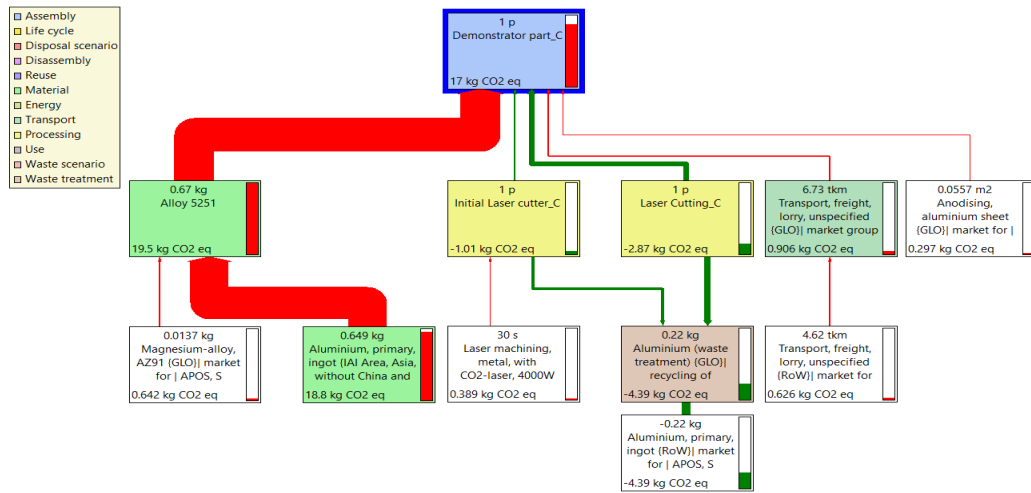 Assembly
Life cycle
Disposal scenario
Disassembly
Reuse
Material
Energy
Transport
Processing
Use
Waste scenario
Waste treatment
1 p
Demonstrator part_C
17 kg CO2 eq
0.67 kg
Alloy 5251
19.5 kg CO2 eq
1 p
Initial Laser cutter_C
-1.01 kg CO2 eq
1 p
Laser Cutting_C
-2.87 kg CO2 eq
6.73 tkm
Transport, freight,
lorry, unspecified
{GLO}| market group
0.906 kg CO2 eq
0.0557 m2
Anodising,
aluminium sheet
{GLO}| market for |
0.297 kg CO2 eq
0.0137 kg
Magnesium-alloy,
AZ91 {GLO}| market
for | APOS, S
0.642 kg CO2 eq
0.649 kg
Aluminium, primary,
ingot {IAI Area, Asia,
without China and
18.8 kg CO2 eq
30 s
Laser machining,
metal, with
CO2-laser, 4000W
0.389 kg CO2 eq
0.22 kg
Aluminium (waste
treatment) {GLO}|
recycling of
-4.39 kg CO2 eq
4.62 tkm
Transport, freight,
lorry, unspecified
{RoW}| market for
0.626 kg CO2 eq
-0.22 kg
Aluminium, primary,
ingot {RoW}| market
for | APOS, S
-4.39 kg CO2 eq